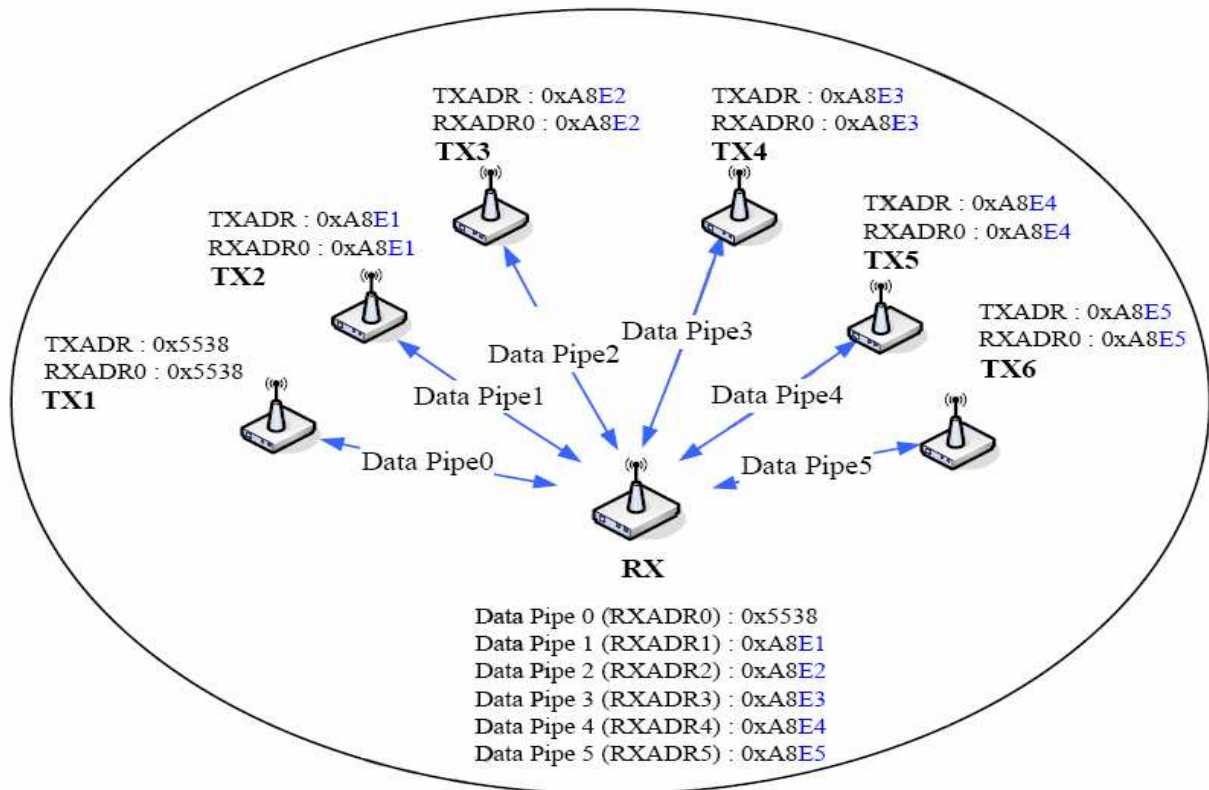 TXADR : 0xA8E2
RXADR0 : 0xA8E2
TX3
TXADR : 0xA8E3
RXADR0 : 0xA8E3
TX4
TXADR : 0xA8E1
RXADR0 : 0xA8E1
TX2
TXADR : 0xA8E4
RXADR0 : 0xA8E4
TX5
TXADR : 0x5538
RXADR0 : 0x5538
TX1
TXADR : 0xA8E5
RXADR0 : 0xA8E5
TX6
Data Pipe2
Data Pipe3
Data Pipe1
Data Pipe4
Data Pipe0
Data Pipe5
RX
Data Pipe 0 (RXADR0) : 0x5538
Data Pipe 1 (RXADR1) : 0xA8E1
Data Pipe 2 (RXADR2) : 0xA8E2
Data Pipe 3 (RXADR3) : 0xA8E3
Data Pipe 4 (RXADR4) : 0xA8E4
Data Pipe 5 (RXADR5) : 0xA8E5